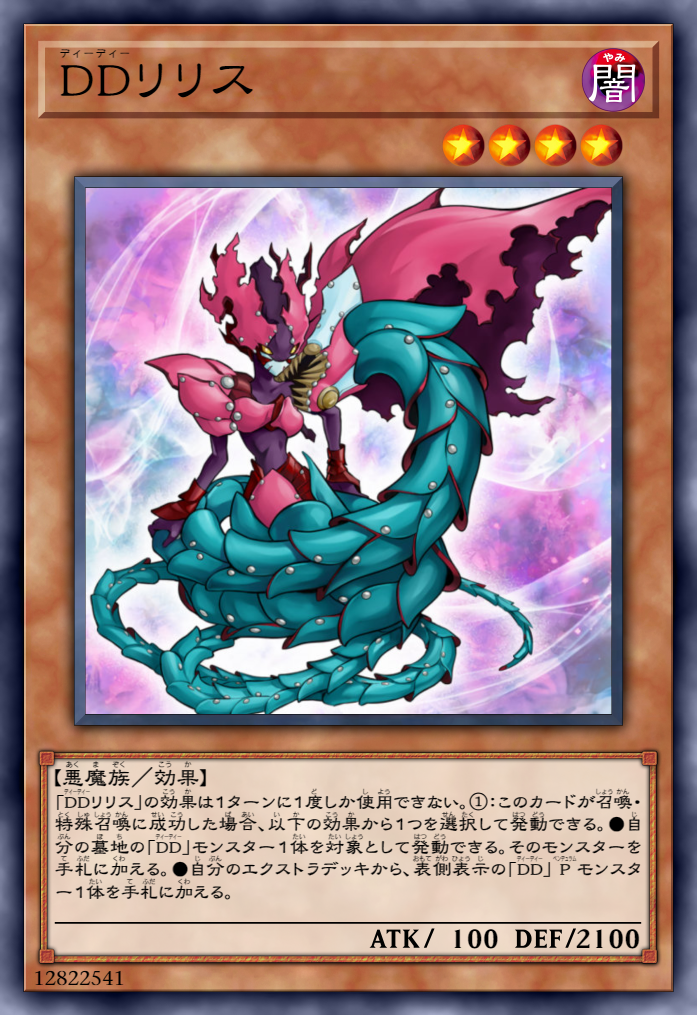 ディーディー
DDリリス
やみ
闇
【悪魔族／効果】
「DDリリス」の効果は1ターンに1度しか使用できない。①:このカードが召喚・
特殊召喚に成功した場合、以下の効果から1つを選択して発動できる。●自
分の墓地の「DD」モンスター1体を対象として発動できる。そのモンスターを
手札に加える。●自分のエクストラデッキから、表側表示の「DD」Pモンスタ
ー1体を手札に加える。
ATK/ 100 DEF/2100
12822541